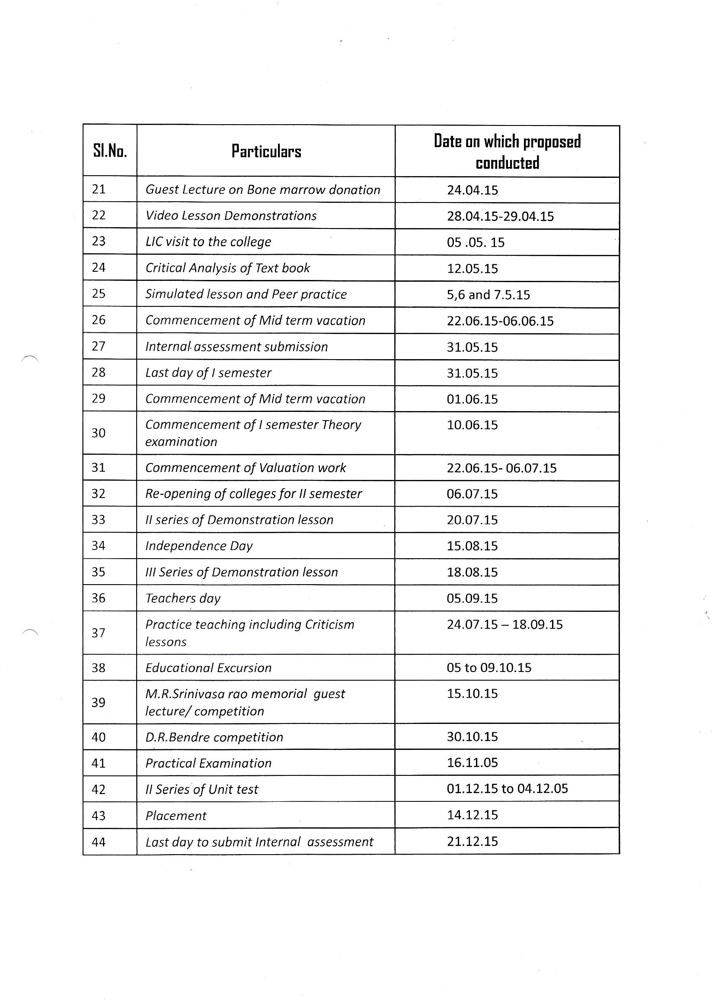 Sl.No. Particulars Date on which proposed
conducted
21 Guest Lecture on Bone marrow donation 24.04.15
22 Video Lesson Demonstrations 28.04.15-29.04.15
23 LIC visit to the college 05 .05. 15
24 Critical Analysis of Text book 12.05.15
25 Simulated lesson and Peer practice 5,6 and 7.5.15
26 Commencement of Mid term vacation 22.06.15-06.06.15
27 Internal assessment submission 31.05.15
28 Last day of I semester 31.05.15
29 Commencement of Mid term vacation 01.06.15
30 Commencement of I semester Theory 10.06.15
examination
31 Commencement of Valuation work 22.06.15- 06.07.15
32 Re-opening of colleges for II semester 06.07.15
33 II series of Demonstration lesson 20.07.15
34 Independence Day 15.08.15
35 III Series of Demonstration lesson 18.08.15
36 Teachers day 05.09.15
37 Practice teaching including Criticism 24.07.15 – 18.09.15
lessons
38 Educational Excursion 05 to 09.10.15
39 M.R.Srinivasa rao memorial guest 15.10.15
lecture/ competition
40 D.R.Bendre competition 30.10.15
41 Practical Examination 16.11.05
42 II Series of Unit test 01.12.15 to 04.12.05
43 Placement 14.12.15
44 Last day to submit Internal assessment 21.12.15